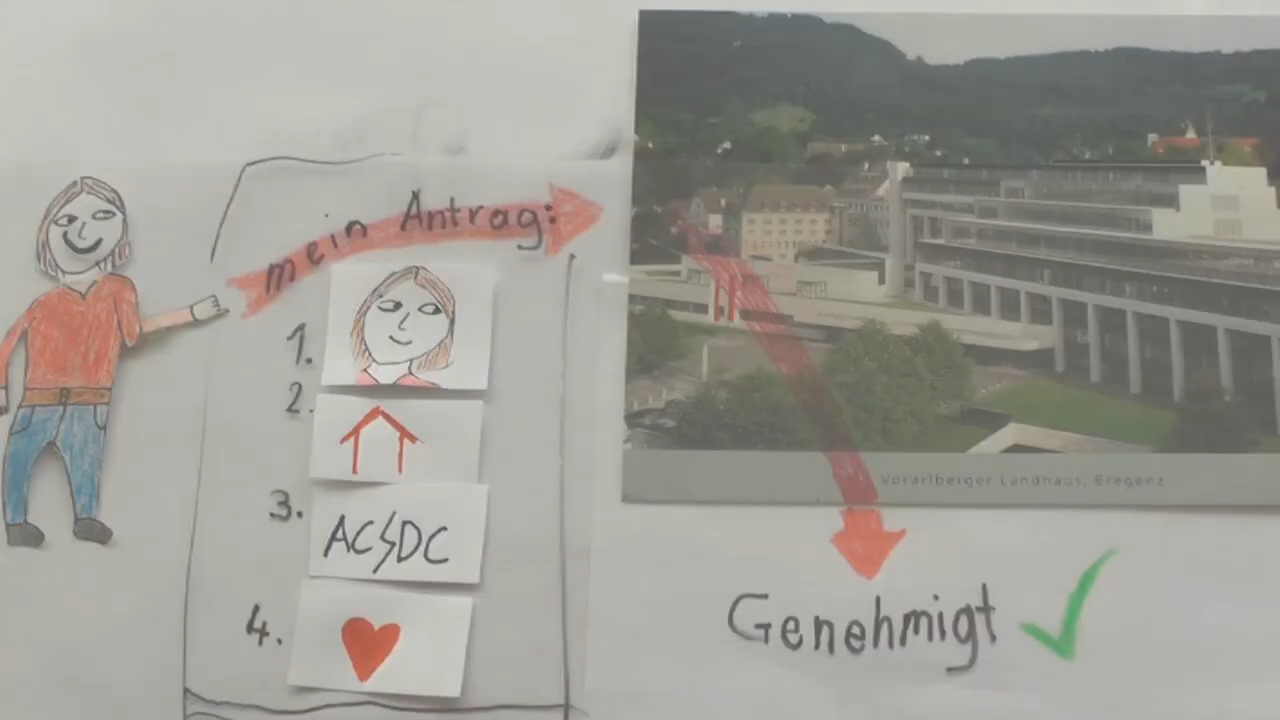 mein Antrag:
1.
2.
3.
AC⚡DC
4.
Vorarlberger Landhaus, Bregenz
Genehmigt